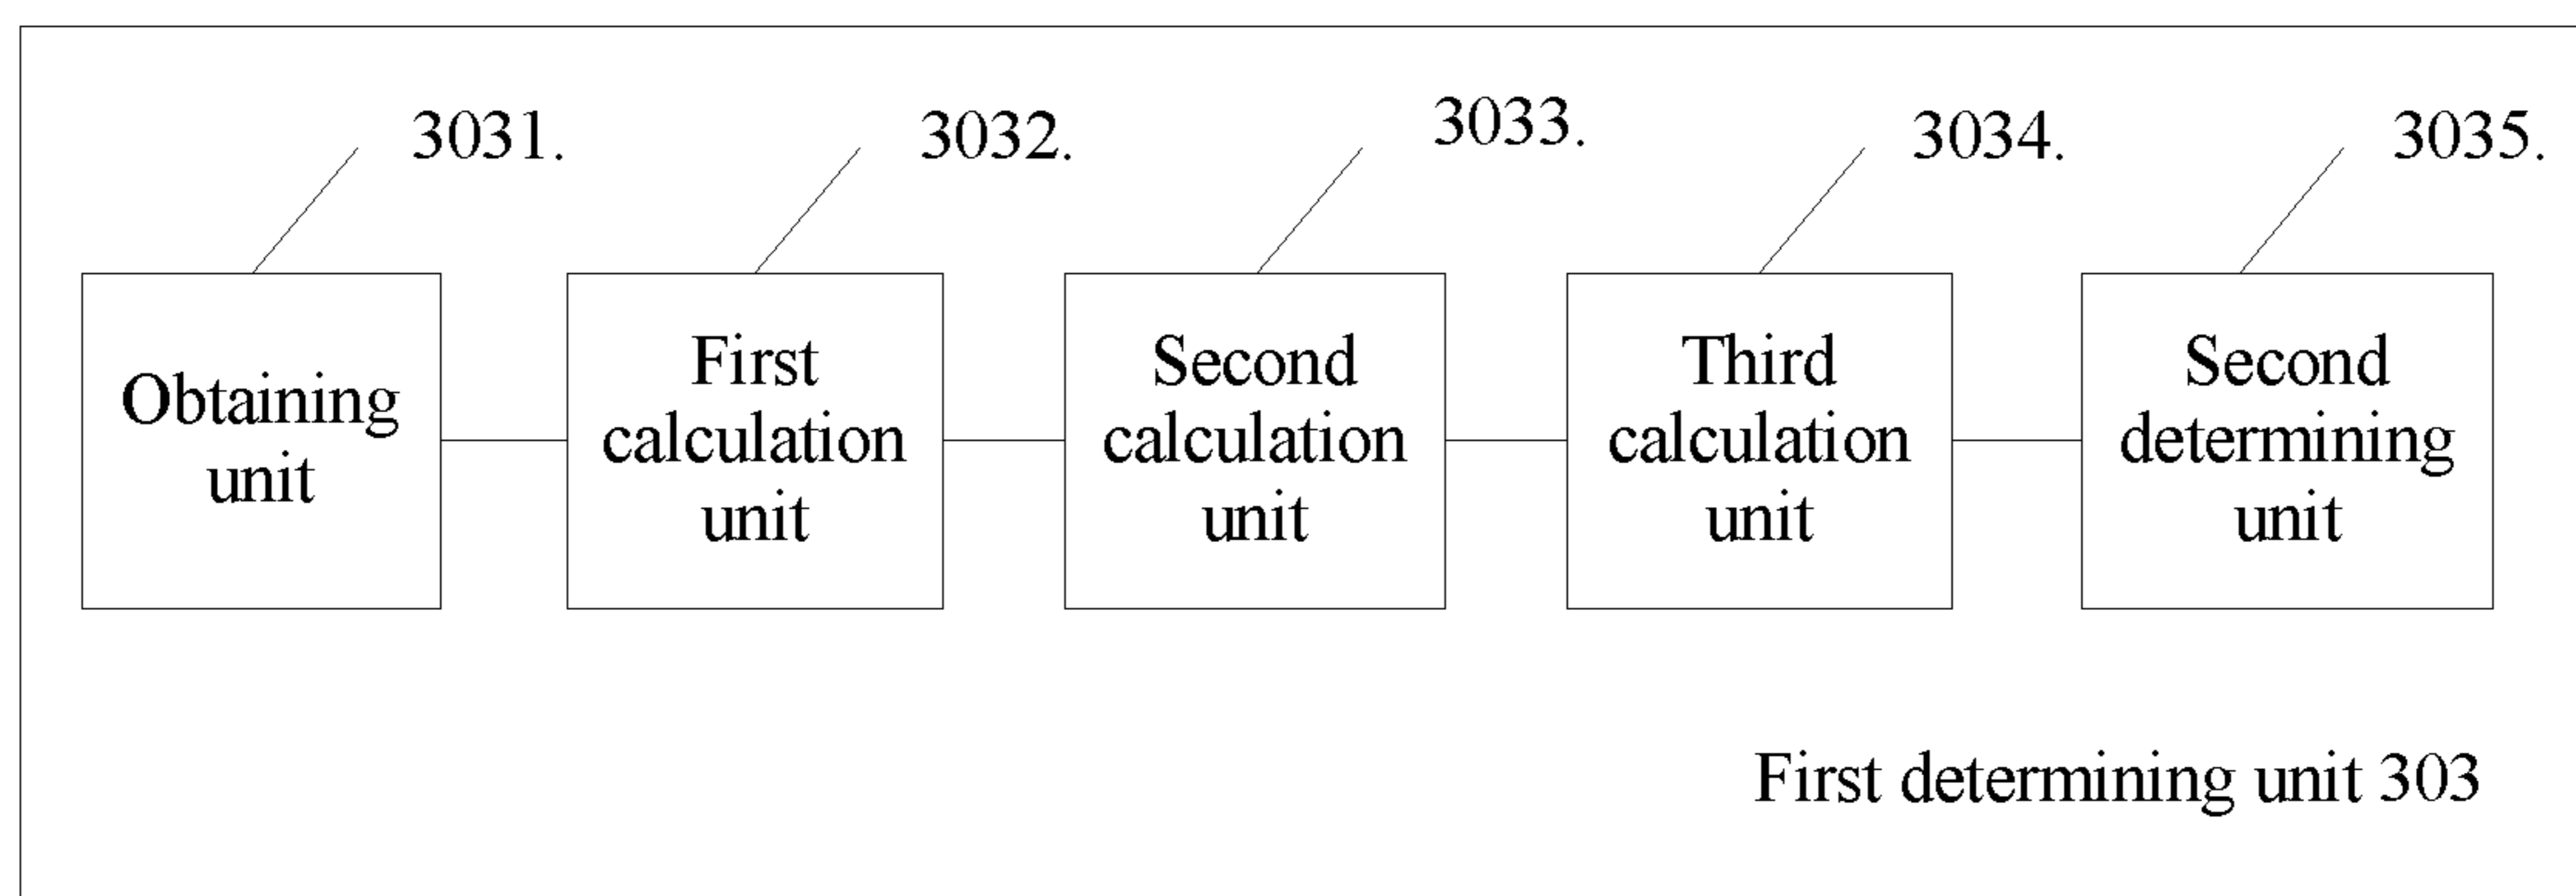 3031.
3032.
3033.
3034.
3035.
Obtaining
unit
First
calculation
unit
Second
calculation
unit
Third
calculation
unit
Second
determining
unit
First determining unit 303